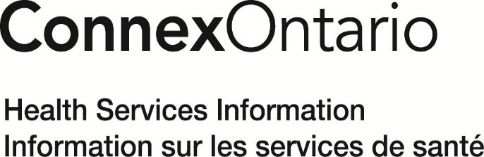 ConnexOntario
Health Services Information
Information sur les services de santé